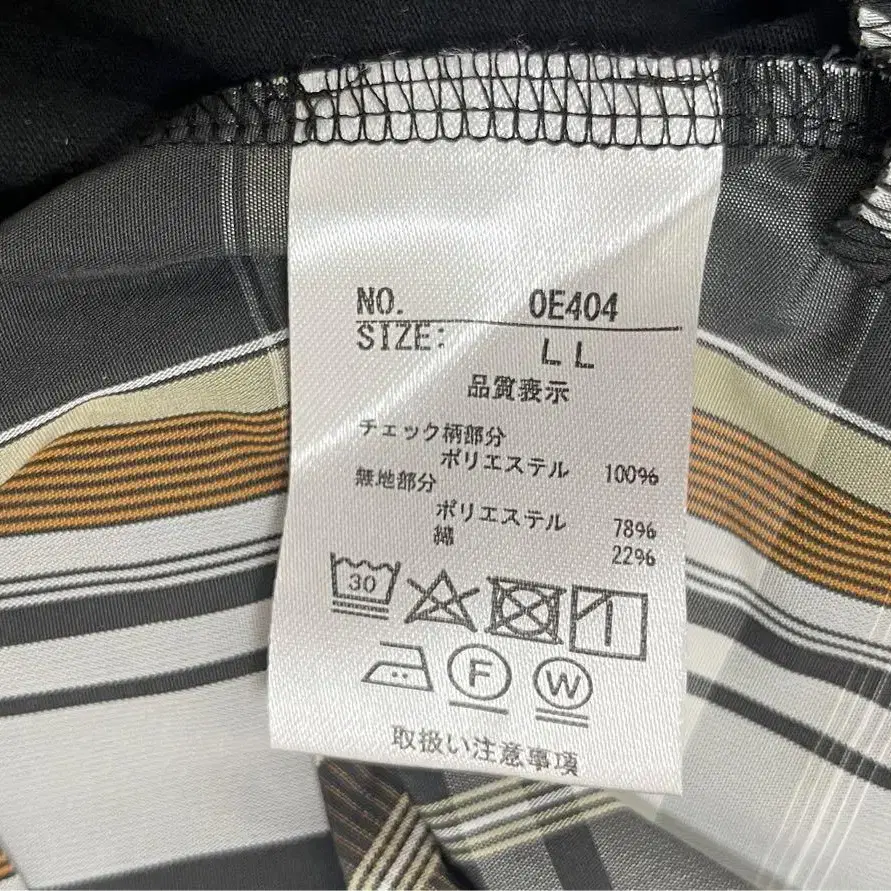 NO. 0E404
SIZE: LL
品質表示
チェック柄部分
ポリエステル 100%
無地部分
ポリエステル 78%
綿 22%
30
F W
取扱い注意事項